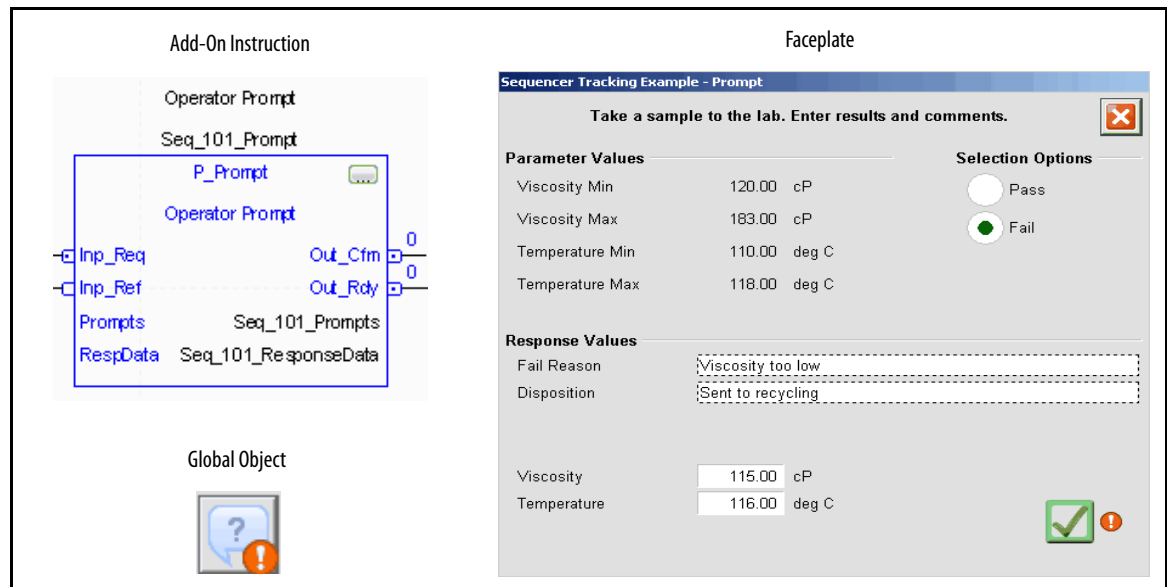 Add-On Instruction
Operator Prompt
Seq_101_Prompt
P_Prompt
...
Operator Prompt
Inp_Req Out_Cfm 0
Inp_Ref Out_Rdy 0
Prompts Seq_101_Prompts
RespData Seq_101_ResponseData
Global Object
?
!
Faceplate
Sequencer Tracking Example - Prompt
Take a sample to the lab. Enter results and comments.
Parameter Values
Viscosity Min 120.00 cP
Viscosity Max 183.00 cP
Temperature Min 110.00 deg C
Temperature Max 118.00 deg C
Selection Options
Pass
Fail
Response Values
Fail Reason Viscosity too low
Disposition Sent to recycling
Viscosity 115.00 cP
Temperature 116.00 deg C
!